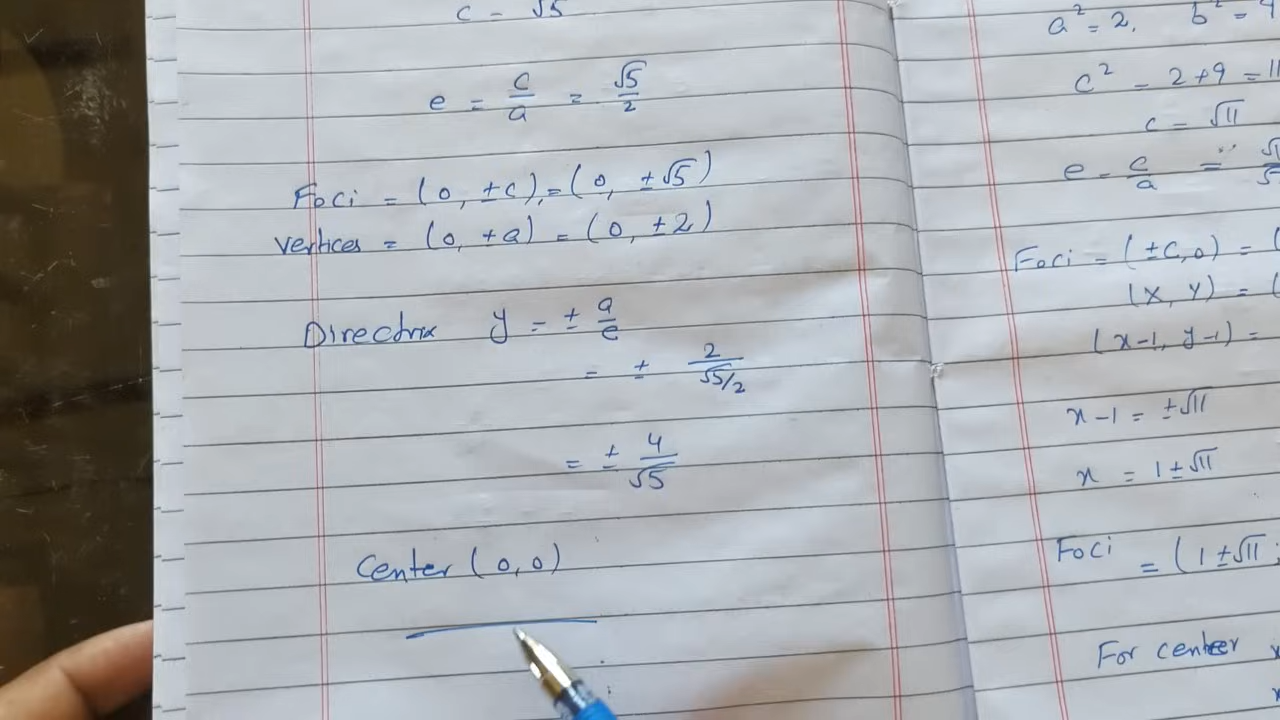 c = √5
e = c/a = √5/2
Foci = (0, ±c), = (0, ±√5)
vertices = (0, ±a) = (0, ±2)
Directrix y = ± a/e
= ± 2/√5/2
= ± 4/√5
Center (0,0)
a² = 2,
c² = 2+9 = 11
c = √11
e = c/a =
Foci = (±c, 0) =
(X, Y) =
(x-1, y-1) =
x-1 = ±√11
x = 1±√11
Foci = (1±√11,
For center